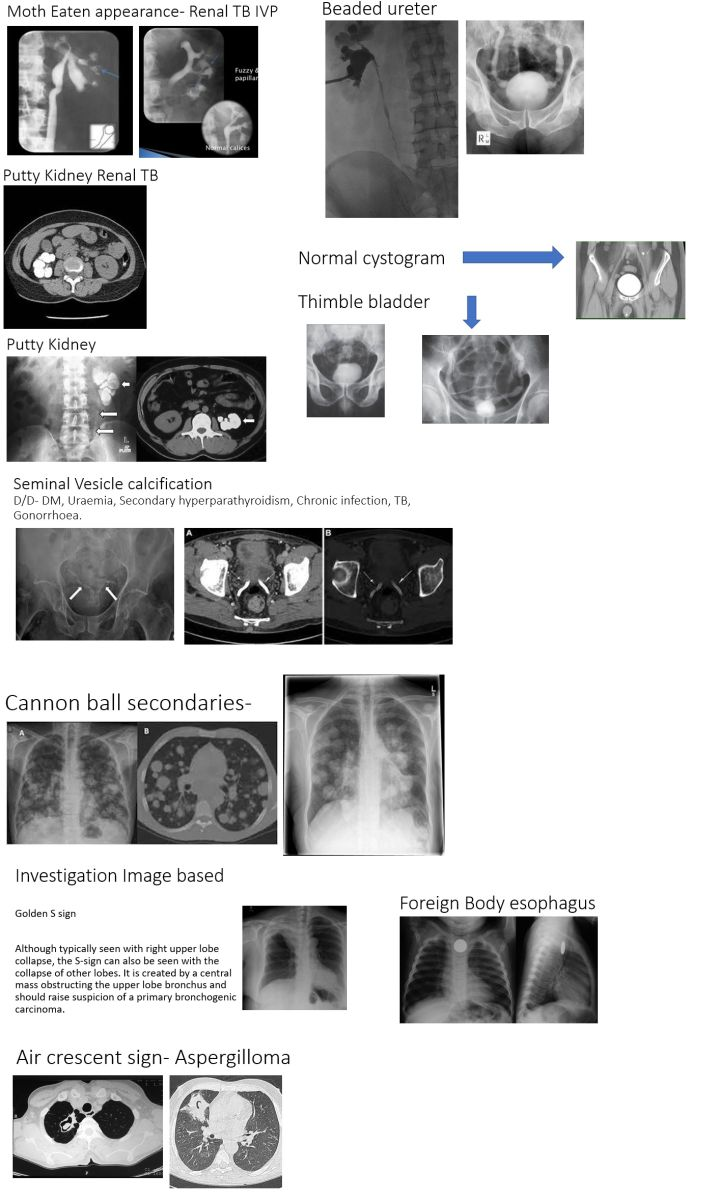 Moth Eaten appearance- Renal TB IVP
Fuzzy &
papillar
Normal calices
Beaded ureter
R
Putty Kidney Renal TB
Normal cystogram
Thimble bladder
Putty Kidney
Seminal Vesicle calcification
D/D- DM, Uraemia, Secondary hyperparathyroidism, Chronic infection, TB,
Gonorrhoea.
A
B
Cannon ball secondaries-
A
B
L
Investigation Image based
Golden S sign
Although typically seen with right upper lobe
collapse, the S-sign can also be seen with the
collapse of other lobes. It is created by a central
mass obstructing the upper lobe bronchus and
should raise suspicion of a primary bronchogenic
carcinoma.
Foreign Body esophagus
Air crescent sign- Aspergilloma